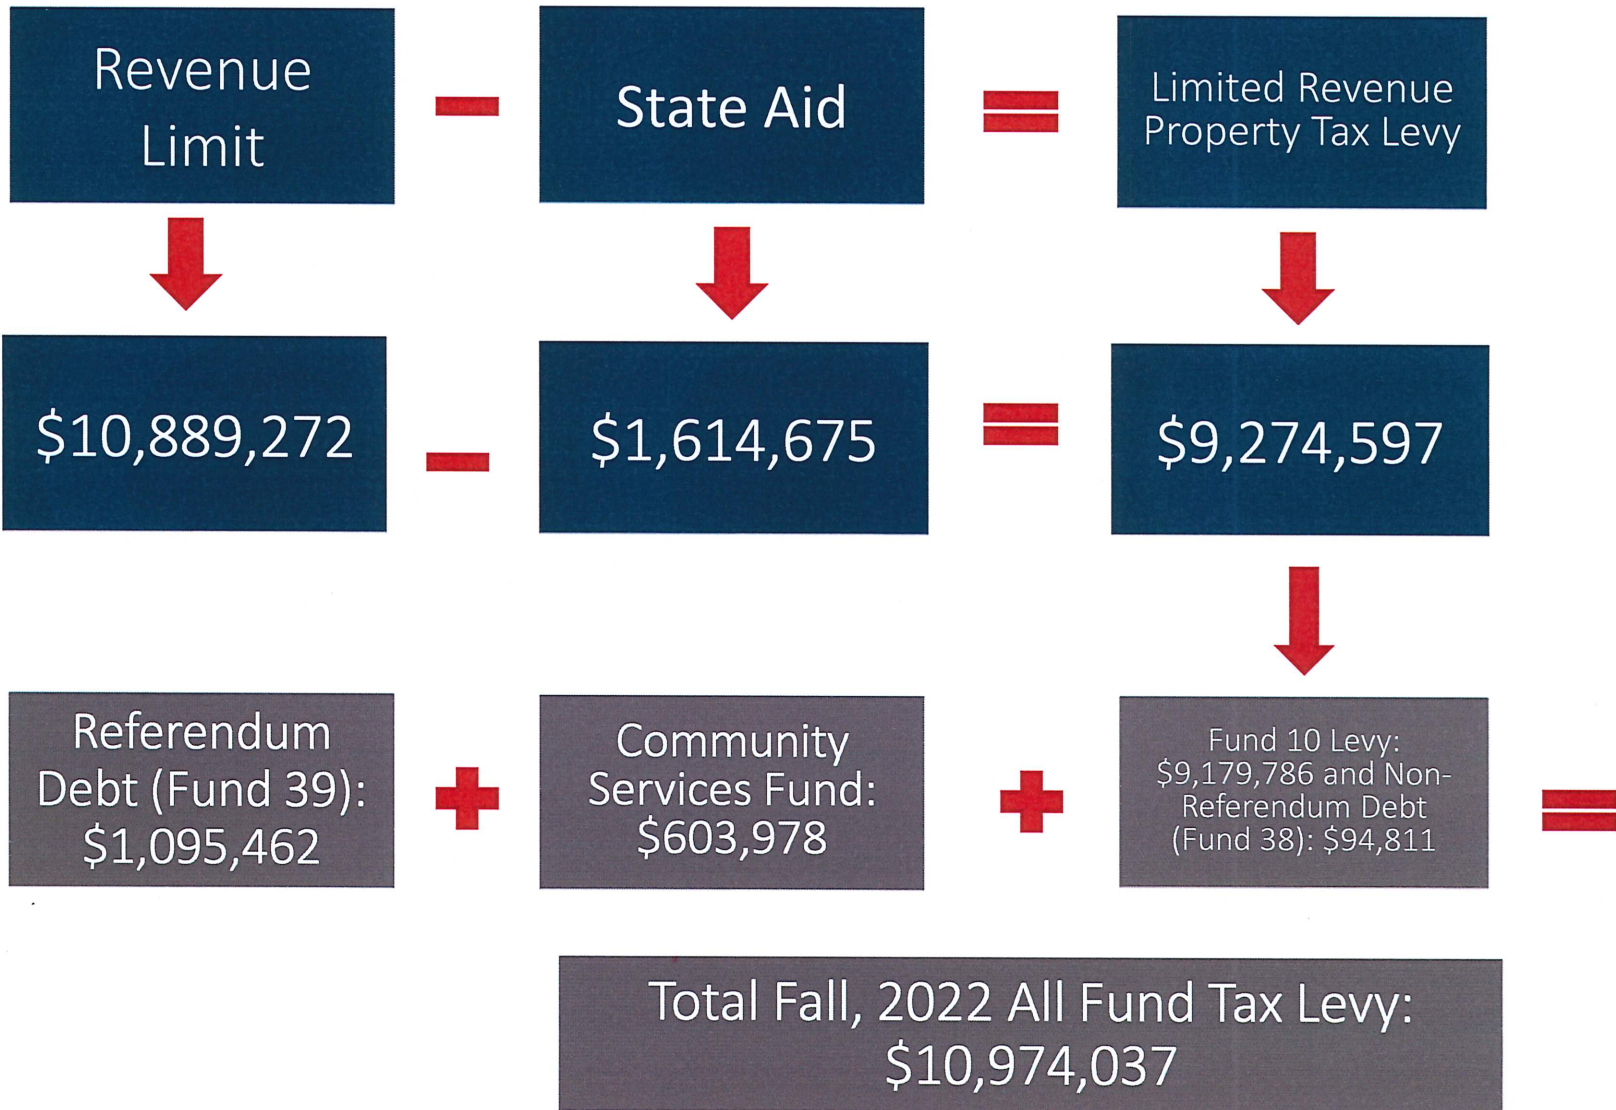 Revenue
Limit
State Aid
Limited Revenue
Property Tax Levy
$10,889,272
$1,614,675
$9,274,597
Referendum
Debt (Fund 39):
$1,095,462
Community
Services Fund:
$603,978
Fund 10 Levy:
$9,179,786 and Non-
Referendum Debt
(Fund 38): $94,811
Total Fall, 2022 All Fund Tax Levy:
$10,974,037